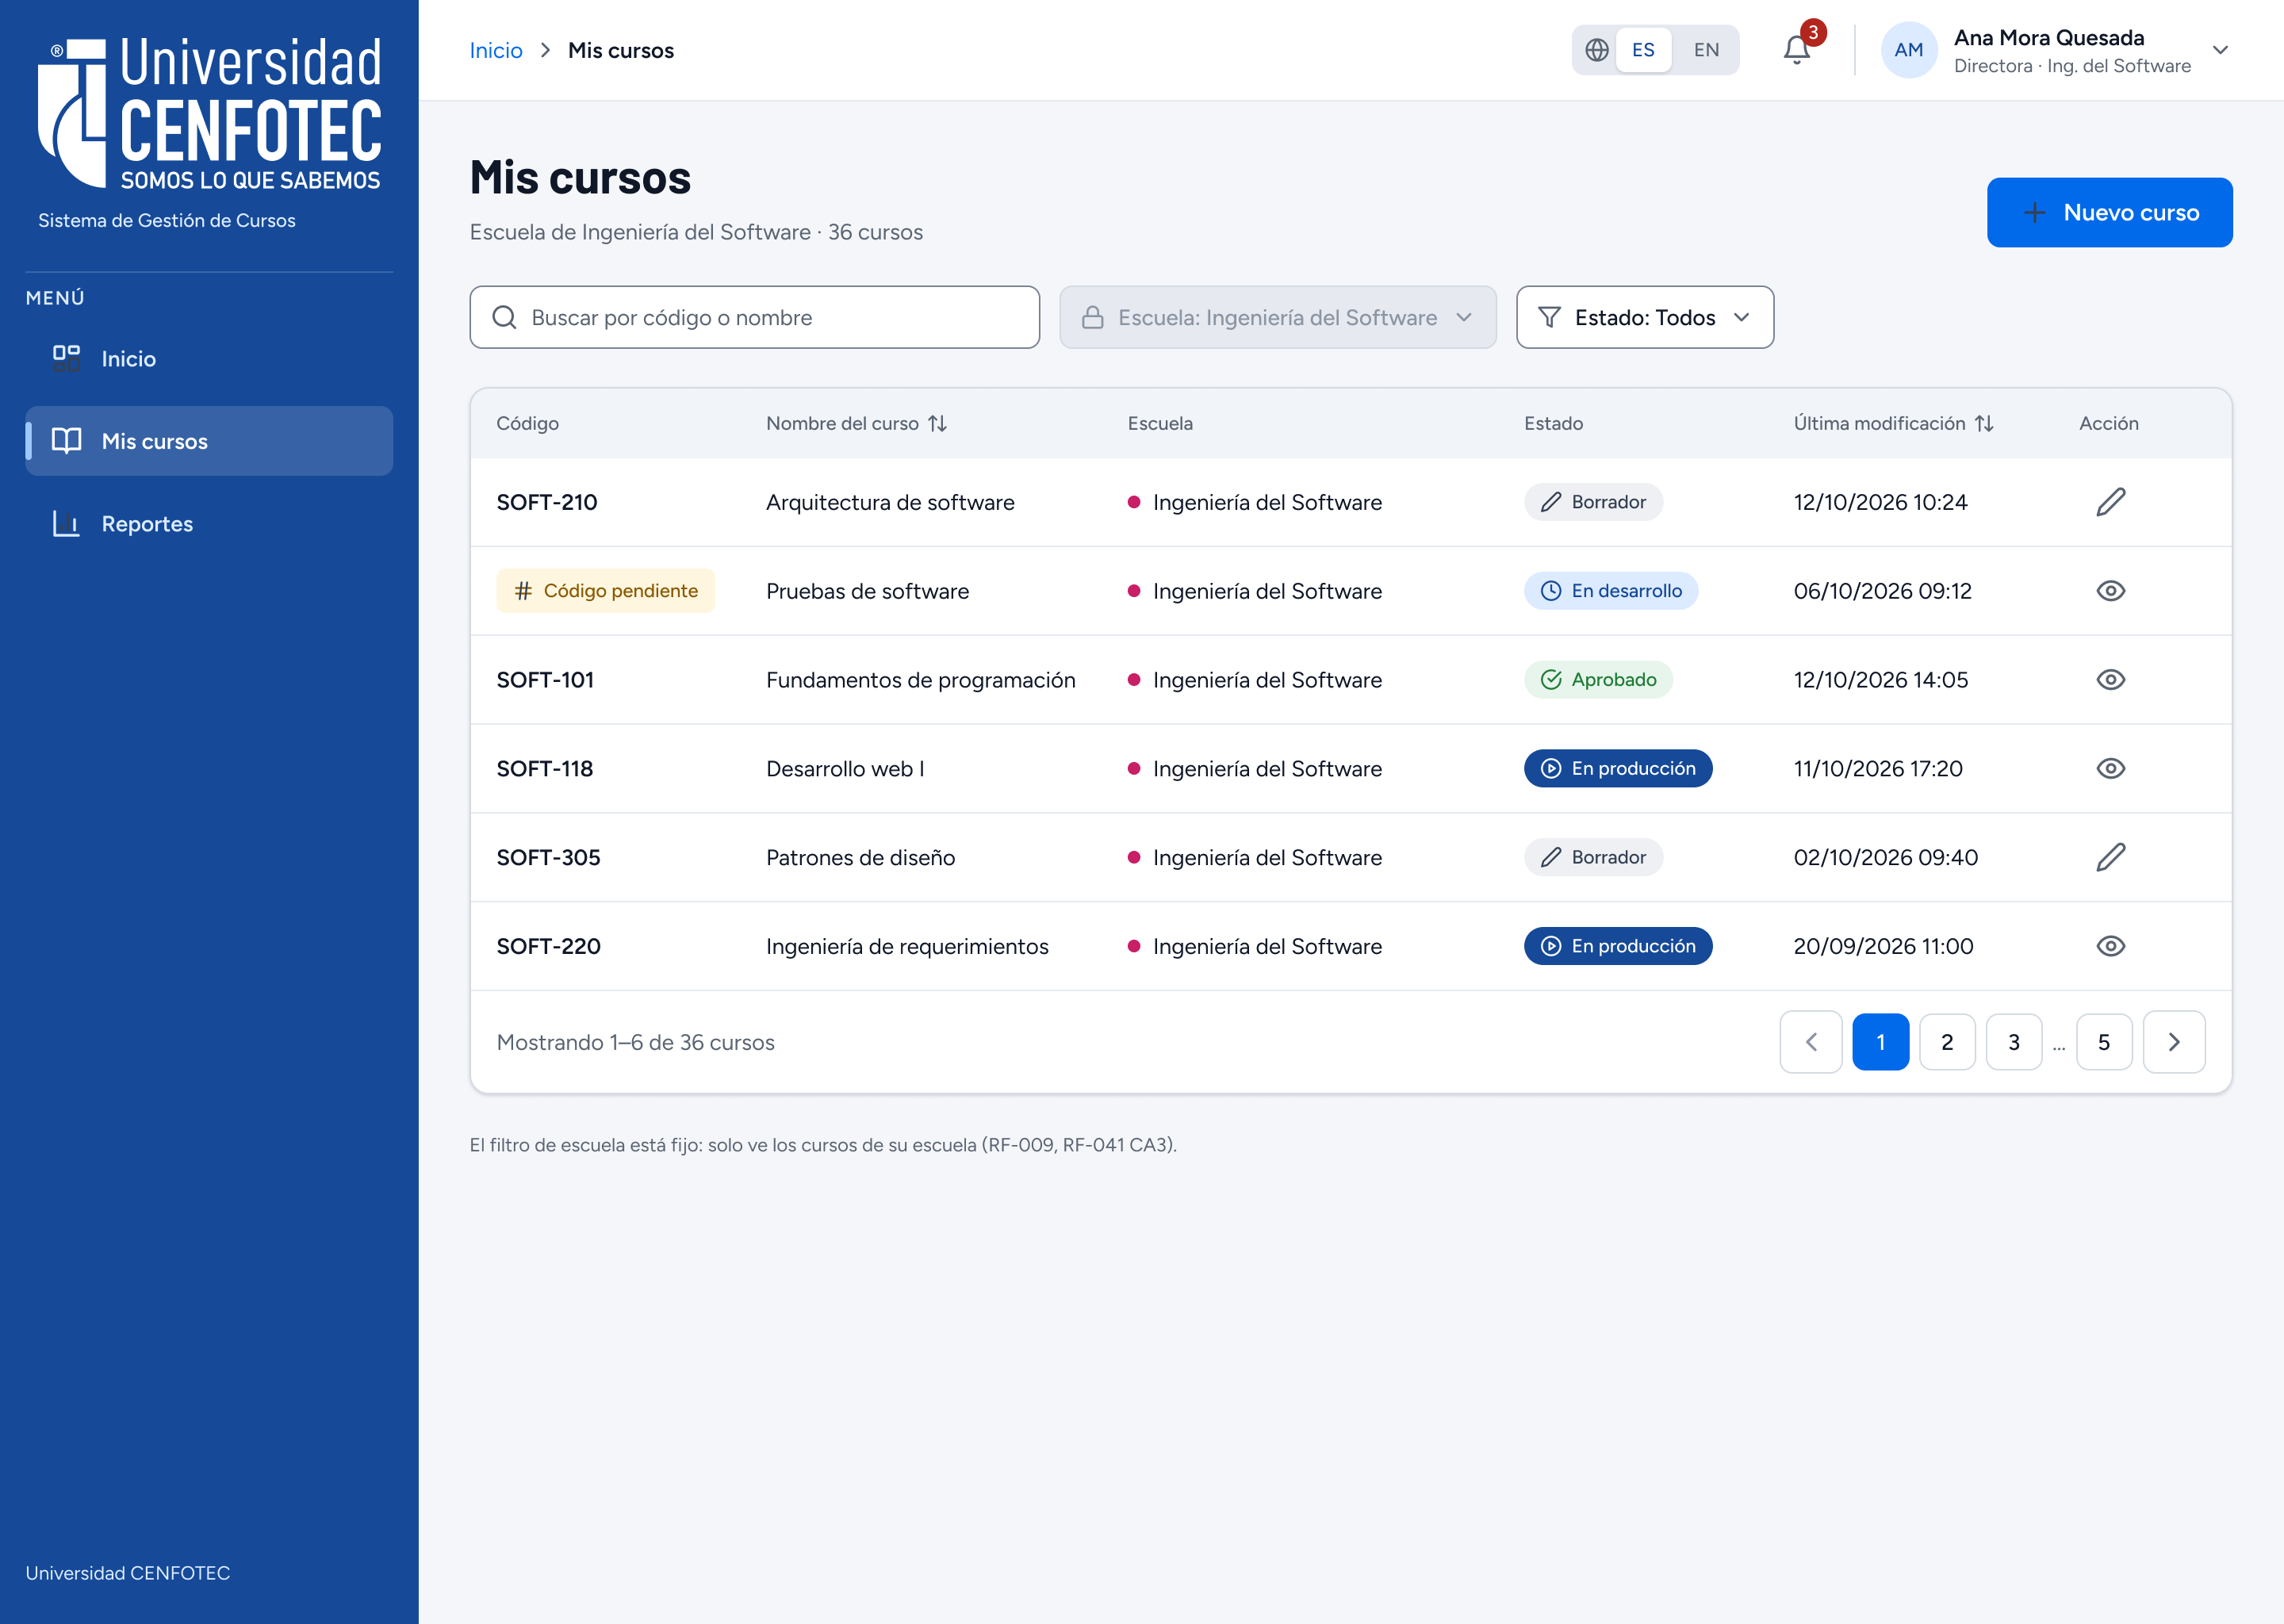 ® Universidad
CENFOTEC
SOMOS LO QUE SABEMOS
Sistema de Gestión de Cursos
MENÚ
Inicio
Mis cursos
Reportes
Universidad CENFOTEC
Inicio Mis cursos
ES EN
3
AM
Ana Mora Quesada
Directora · Ing. del Software
Mis cursos
Escuela de Ingeniería del Software · 36 cursos
Nuevo curso
Buscar por código o nombre
Escuela: Ingeniería del Software
Estado: Todos
Código Nombre del curso Escuela Estado Última modificación Acción
SOFT-210 Arquitectura de software Ingeniería del Software Borrador 12/10/2026 10:24
# Código pendiente Pruebas de software Ingeniería del Software En desarrollo 06/10/2026 09:12
SOFT-101 Fundamentos de programación Ingeniería del Software Aprobado 12/10/2026 14:05
SOFT-118 Desarrollo web I Ingeniería del Software En producción 11/10/2026 17:20
SOFT-305 Patrones de diseño Ingeniería del Software Borrador 02/10/2026 09:40
SOFT-220 Ingeniería de requerimientos Ingeniería del Software En producción 20/09/2026 11:00
Mostrando 1–6 de 36 cursos
1 2 3 ... 5
El filtro de escuela está fijo: solo ve los cursos de su escuela (RF-009, RF-041 CA3).